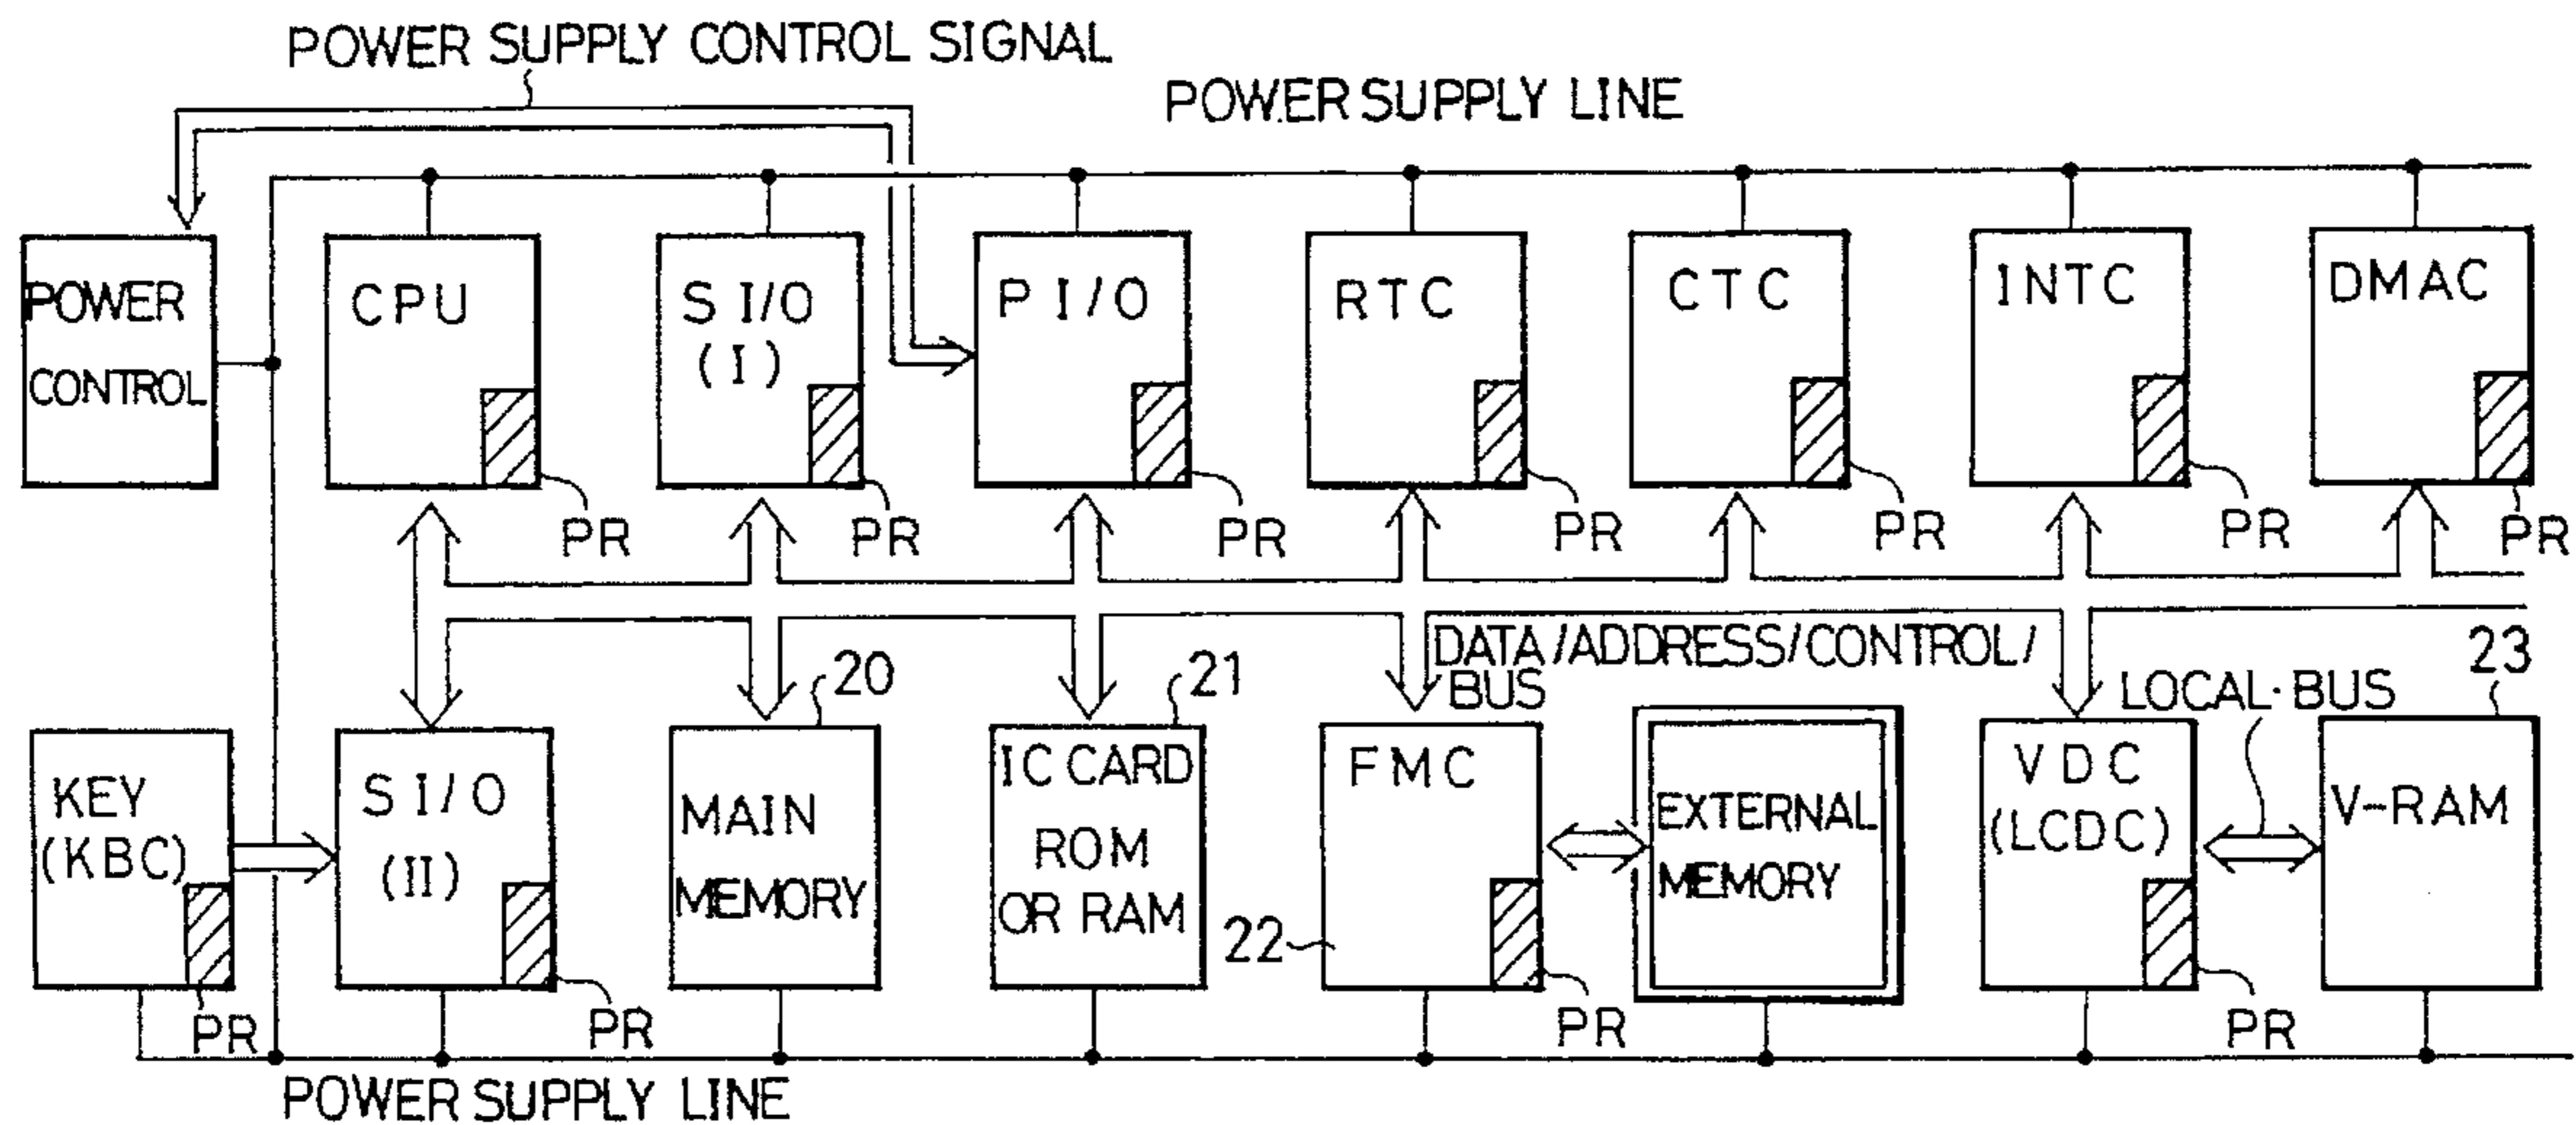 POWER SUPPLY CONTROL SIGNAL
POWER SUPPLY LINE
POWER
CONTROL
CPU
S I/O
(I)
P I/O
RTC
CTC
INTC
DMAC
PR
PR
PR
PR
PR
PR
PR
DATA/ADDRESS/CONTROL/
BUS
20
21
23
LOCAL·BUS
KEY
(KBC)
S I/O
(II)
MAIN
MEMORY
IC CARD
ROM
OR RAM
FMC
22
EXTERNAL
MEMORY
VDC
(LCDC)
V-RAM
PR
PR
PR
PR
POWER SUPPLY LINE